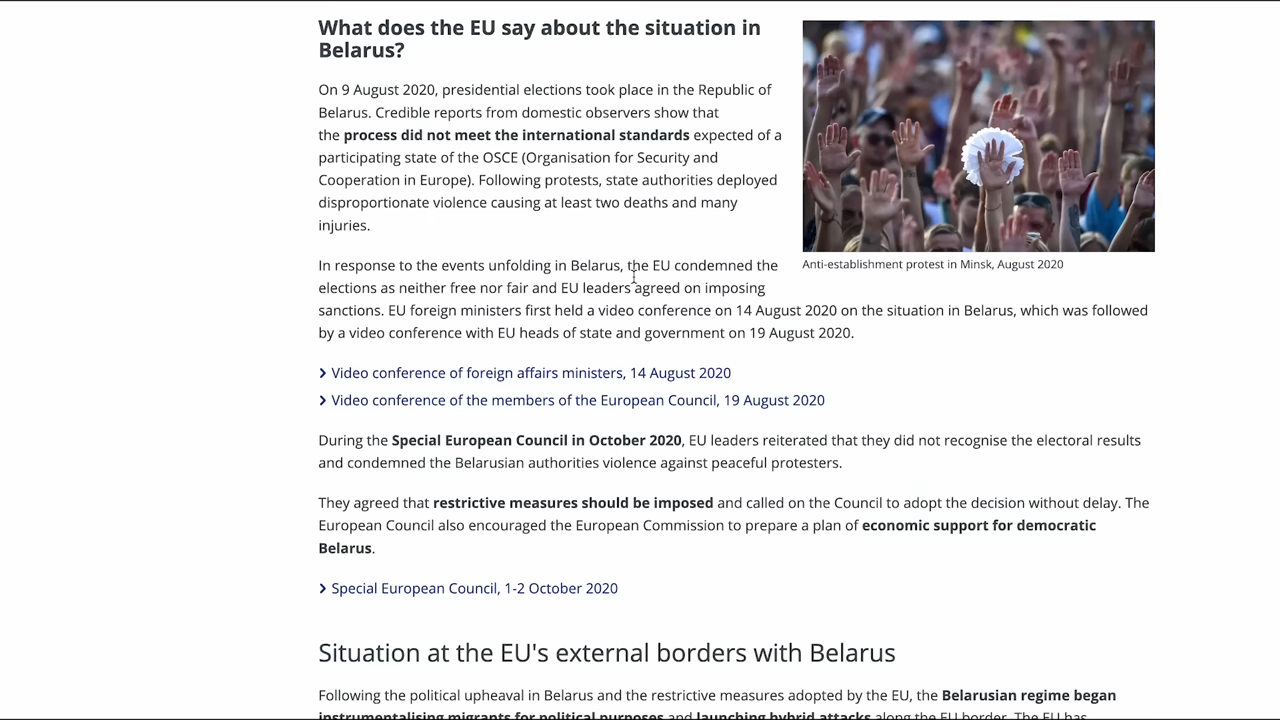 What does the EU say about the situation in
Belarus?
On 9 August 2020, presidential elections took place in the Republic of
Belarus. Credible reports from domestic observers show that
the process did not meet the international standards expected of a
participating state of the OSCE (Organisation for Security and
Cooperation in Europe). Following protests, state authorities deployed
disproportionate violence causing at least two deaths and many
injuries.
Anti-establishment protest in Minsk, August 2020
In response to the events unfolding in Belarus, the EU condemned the
elections as neither free nor fair and EU leaders agreed on imposing
sanctions. EU foreign ministers first held a video conference on 14 August 2020 on the situation in Belarus, which was followed
by a video conference with EU heads of state and government on 19 August 2020.
Video conference of foreign affairs ministers, 14 August 2020
Video conference of the members of the European Council, 19 August 2020
During the Special European Council in October 2020, EU leaders reiterated that they did not recognise the electoral results
and condemned the Belarusian authorities violence against peaceful protesters.
They agreed that restrictive measures should be imposed and called on the Council to adopt the decision without delay. The
European Council also encouraged the European Commission to prepare a plan of economic support for democratic
Belarus.
Special European Council, 1-2 October 2020
Situation at the EU's external borders with Belarus
Following the political upheaval in Belarus and the restrictive measures adopted by the EU, the Belarusian regime began
instrumentalising migrants for political purposes and launching hybrid attacks along the EU border. The EU has